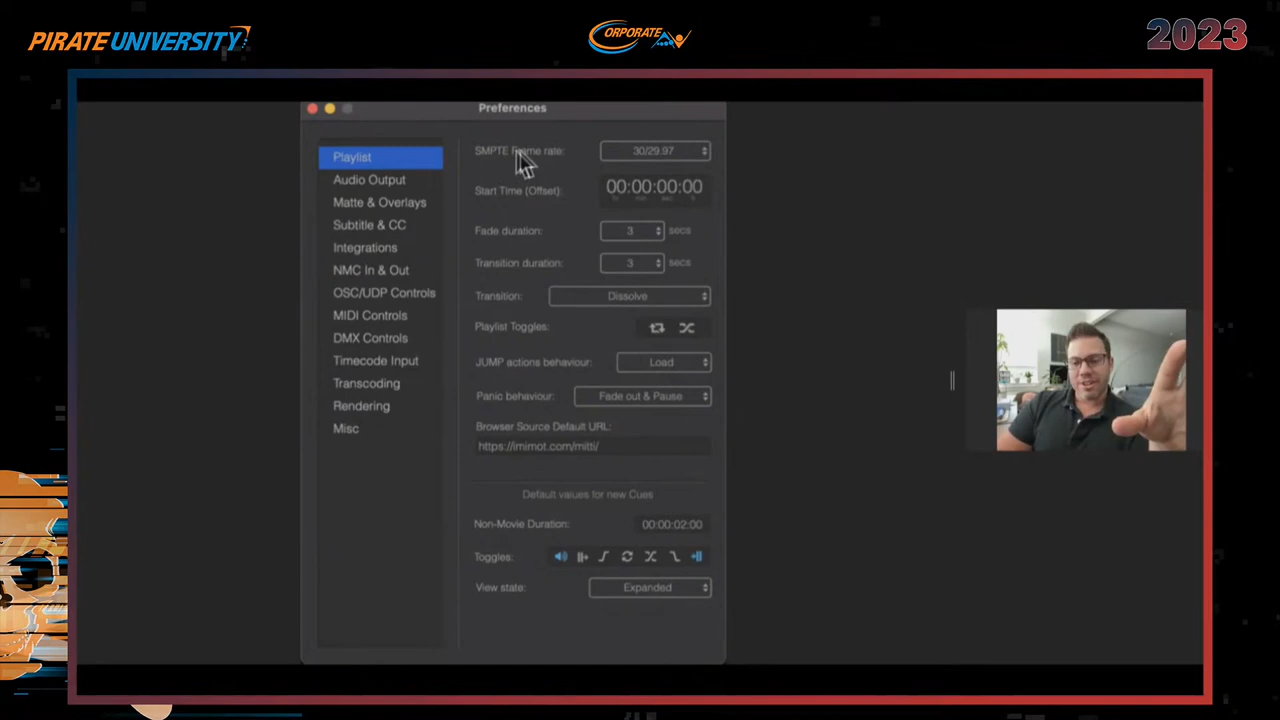 PIRATE UNIVERSITY
CORPORATE AV
2023
Preferences
Playlist
Audio Output
Matte & Overlays
Subtitle & CC
Integrations
NMC In & Out
OSC/UDP Controls
MIDI Controls
DMX Controls
Timecode Input
Transcoding
Rendering
Misc
SMPTE Frame rate: 30/29.97
Start Time (Offset): 00:00:00:00
Fade duration: 3 secs
Transition duration: 3 secs
Transition: Dissolve
Playlist Toggles:
JUMP actions behaviour: Load
Panic behaviour: Fade out & Pause
Browser Source Default URL:
https://imimot.com/mitti/
Default values for new Cues
Non-Movie Duration: 00:00:02:00
Toggles:
View state: Expanded